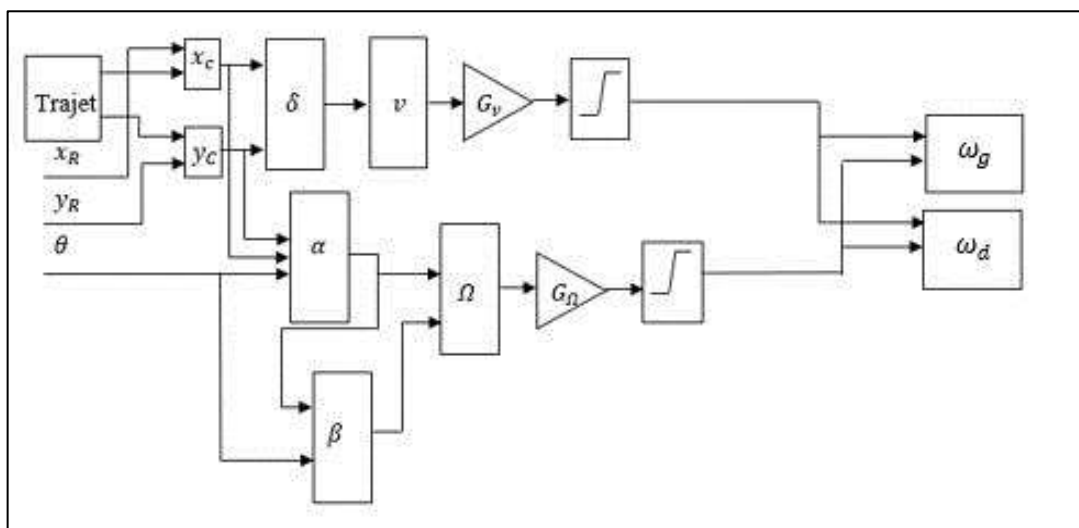 Trajet
x_c
y_C
x_R
y_R
θ
δ
v
G_v
α
β
Ω
G_Ω
ω_g
ω_d